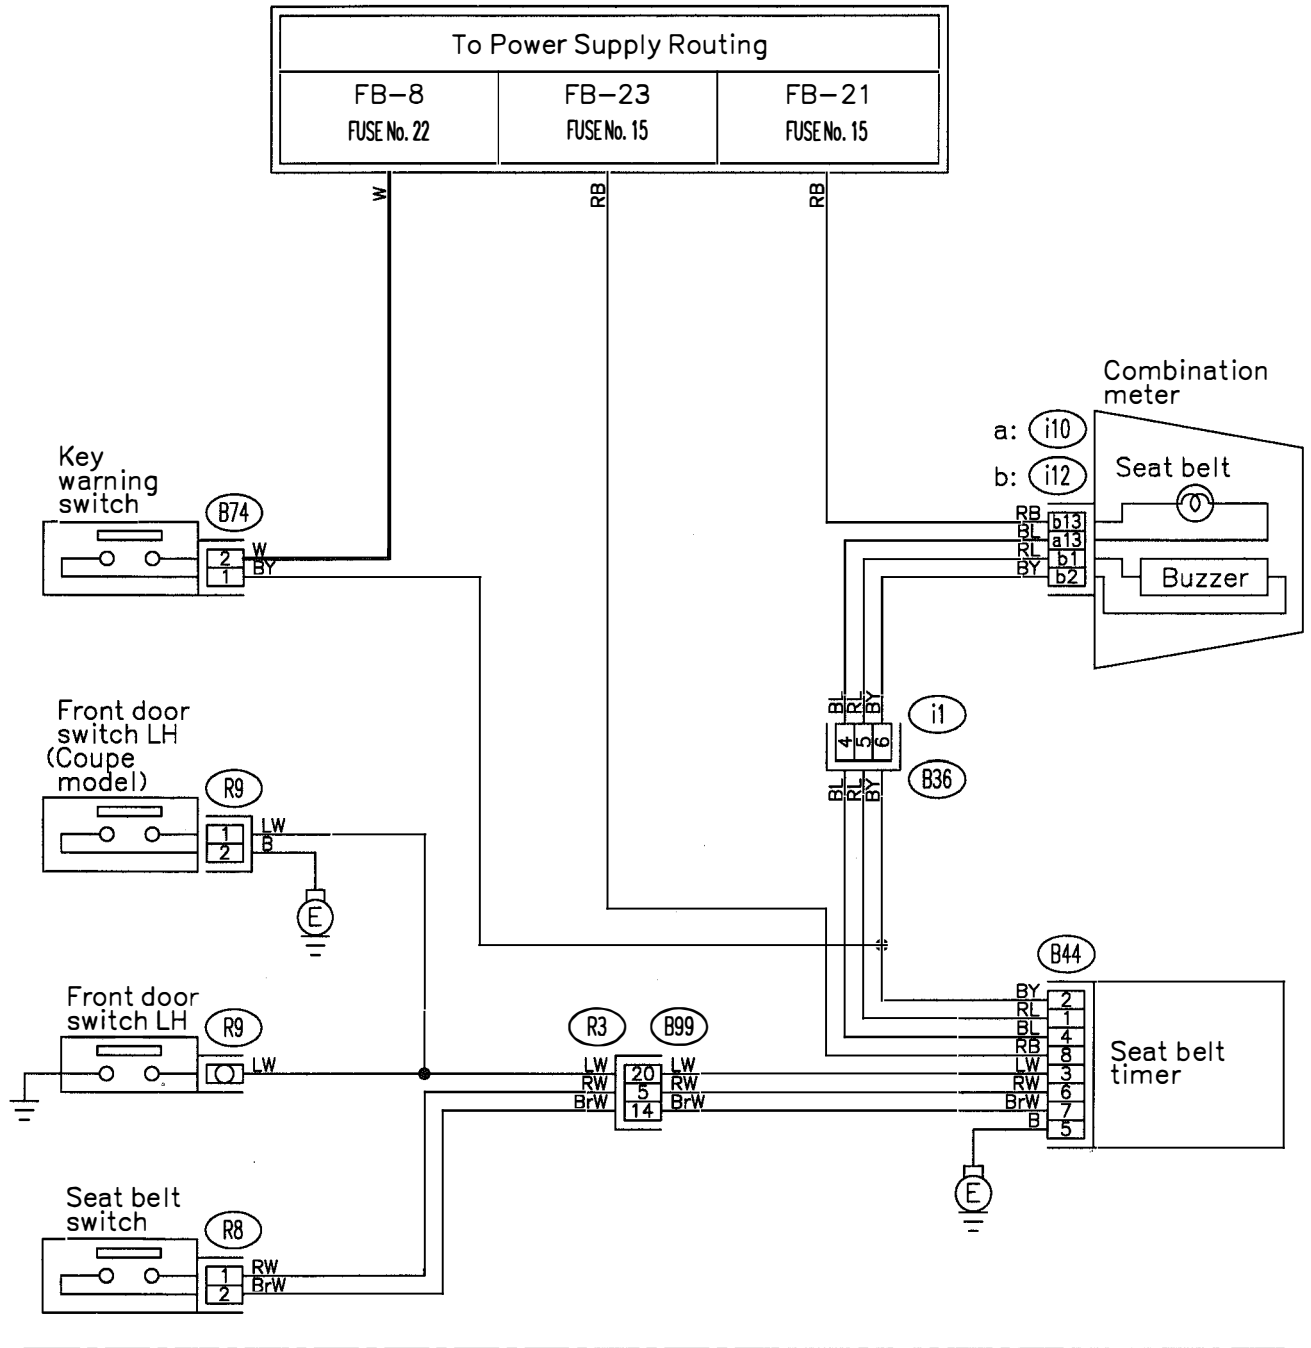 To Power Supply Routing
FB-8
FUSE No. 22
FB-23
FUSE No. 15
FB-21
FUSE No. 15
W
RB
RB
Combination
meter
a: i10
b: i12
Seat belt
RB
BL
RL
BY
b13
a13
b1
b2
Buzzer
Key
warning
switch
B74
2
1
W
BY
BL
RL
BY
i1
4
5
6
B36
BL
RL
BY
Front door
switch LH
(Coupe
model)
R9
1
2
LW
B
E
Front door
switch LH
R9
LW
R3
B99
LW
RW
BrW
20
5
14
LW
RW
BrW
B44
BY
RL
BL
RB
LW
RW
BrW
B
2
1
4
8
3
6
7
5
Seat belt
timer
E
Seat belt
switch
R8
1
2
RW
BrW